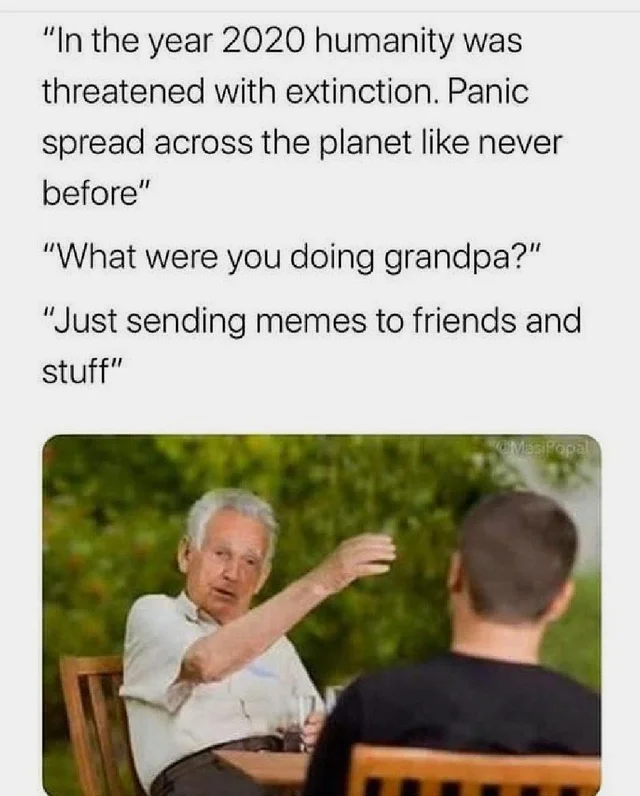 "In the year 2020 humanity was
threatened with extinction. Panic
spread across the planet like never
before"
"What were you doing grandpa?"
"Just sending memes to friends and
stuff"
@MasiPopal